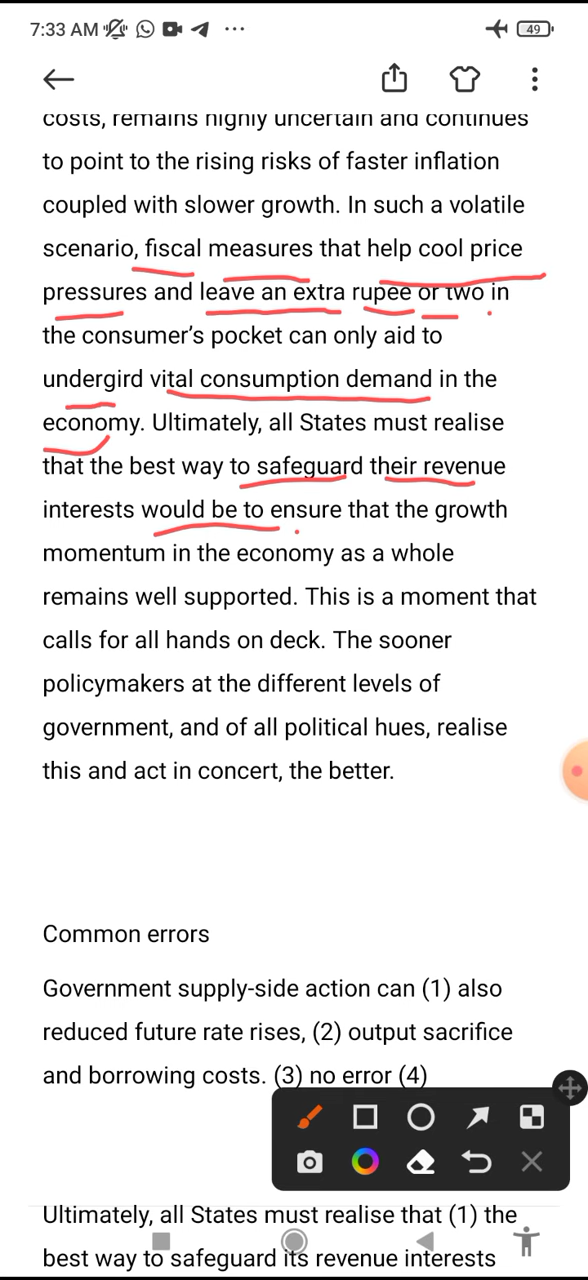 7:33 AM
49
costs, remains highly uncertain and continues
to point to the rising risks of faster inflation
coupled with slower growth. In such a volatile
scenario, fiscal measures that help cool price
pressures and leave an extra rupee or two in
the consumer’s pocket can only aid to
undergird vital consumption demand in the
economy. Ultimately, all States must realise
that the best way to safeguard their revenue
interests would be to ensure that the growth
momentum in the economy as a whole
remains well supported. This is a moment that
calls for all hands on deck. The sooner
policymakers at the different levels of
government, and of all political hues, realise
this and act in concert, the better.
Common errors
Government supply-side action can (1) also
reduced future rate rises, (2) output sacrifice
and borrowing costs. (3) no error (4)
Ultimately, all States must realise that (1) the
best way to safeguard its revenue interests